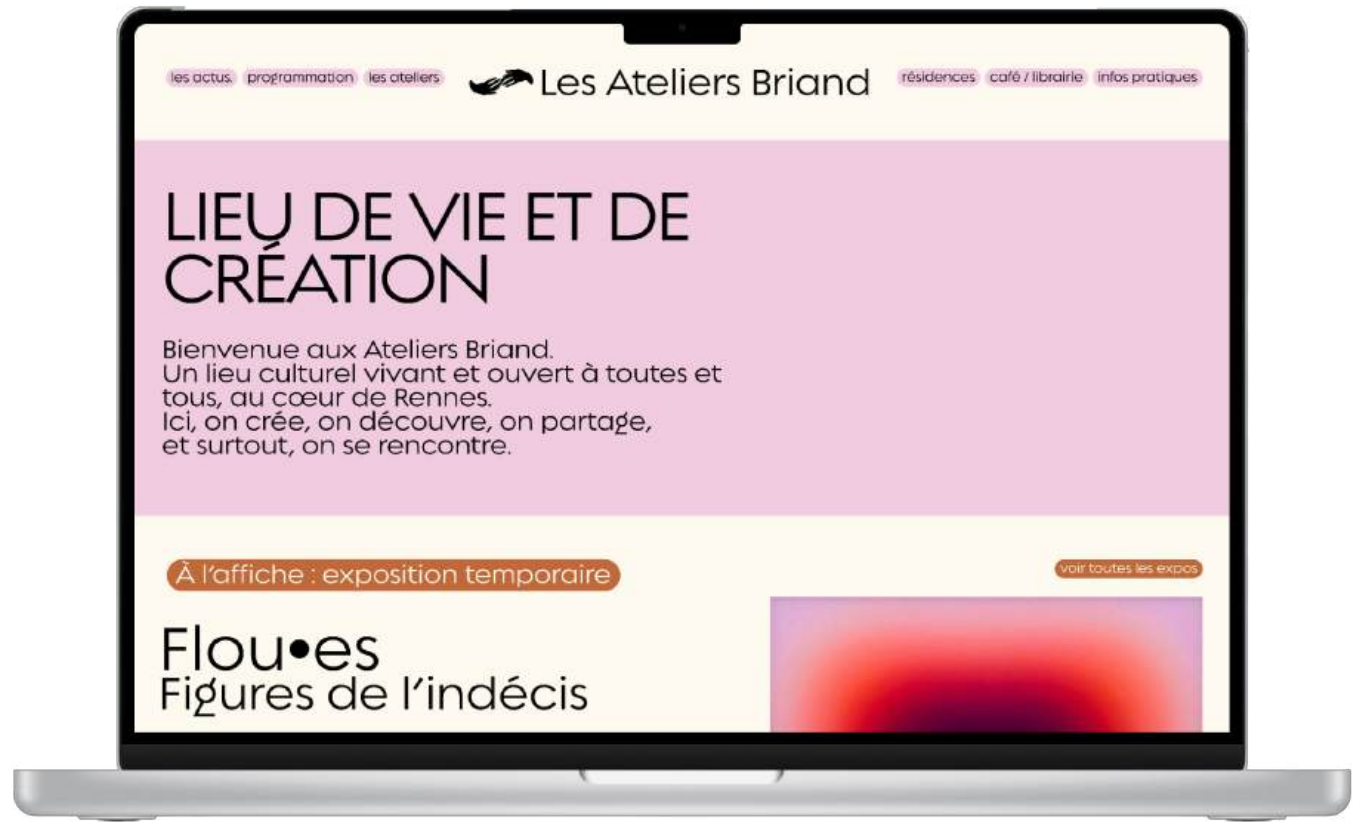 les actus.
programmation
les ateliers
Les Ateliers Briand
résidences
café / librairie
infos pratiques
LIEU DE VIE ET DE
CRÉATION
Bienvenue aux Ateliers Briand.
Un lieu culturel vivant et ouvert à toutes et
tous, au cœur de Rennes.
Ici, on crée, on découvre, on partage,
et surtout, on se rencontre.
À l'affiche : exposition temporaire
voir toutes les expos
Flou•es
Figures de l'indécis